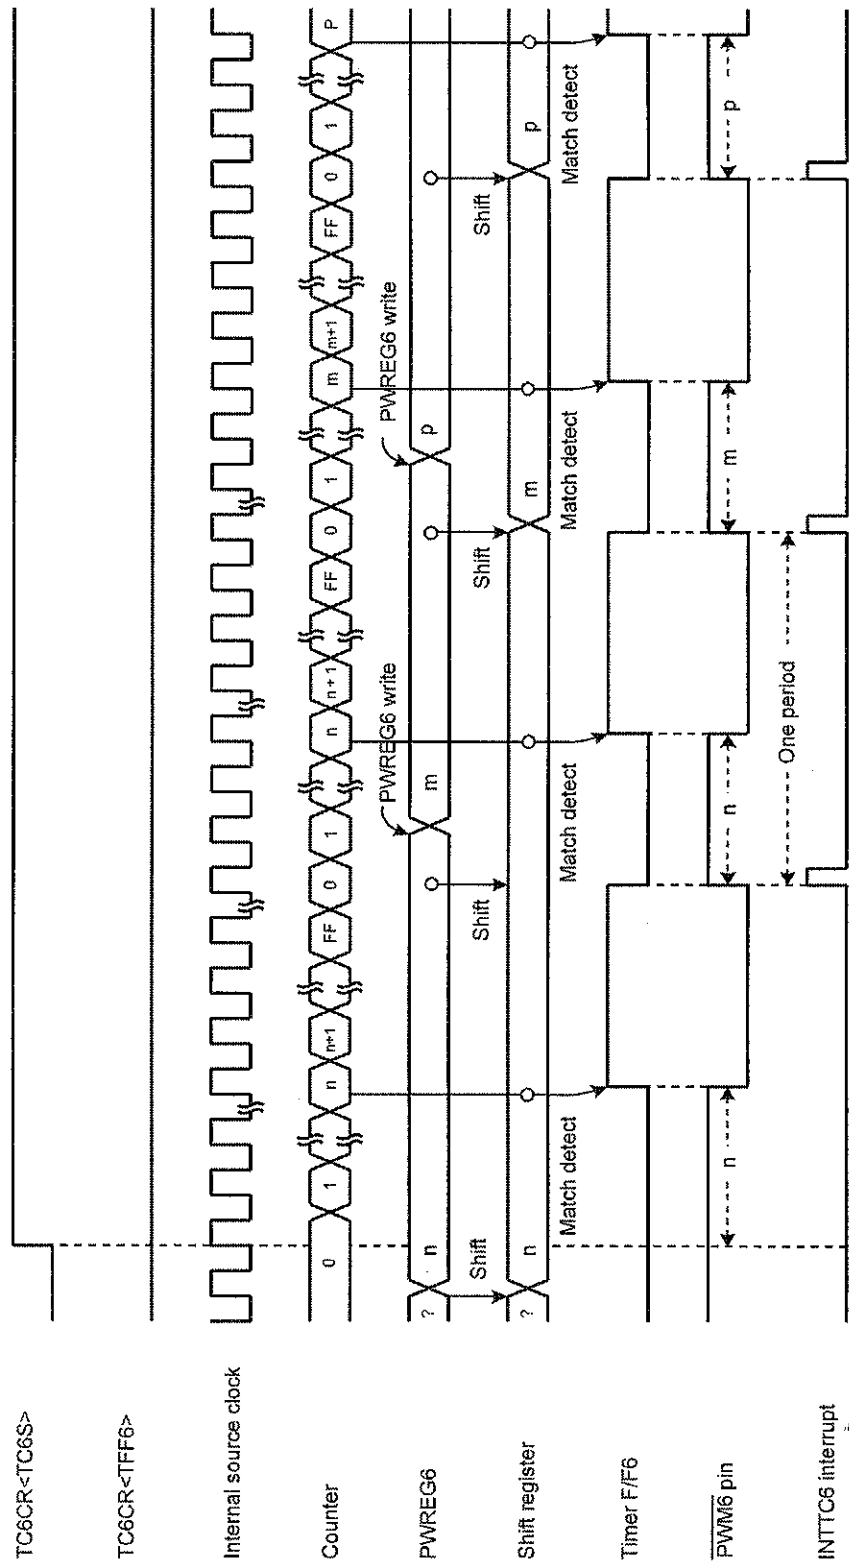 TC6CR<TC6S>
TC6CR<TFF6>
Internal source clock
Counter 0 1 n n+1 FF 0 1 n n+1 FF 0 1 m m+1 FF 0 1 P
PWREG6 write PWREG6 write
PWREG6 ? n m p
Shift Shift Shift Shift
Shift register ? n m p
Match detect Match detect Match detect Match detect
Timer F/F6
PWM6 pin n n m p
One period
INTTC6 interrupt